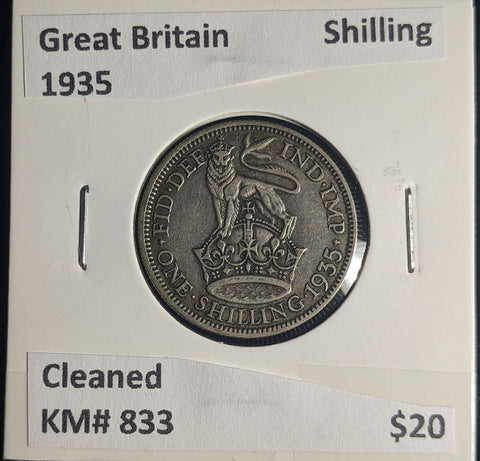 Great Britain Shilling
1935
FID·DEF IND·IMP
ONE·SHILLING·1935
Cleaned
KM# 833 $20